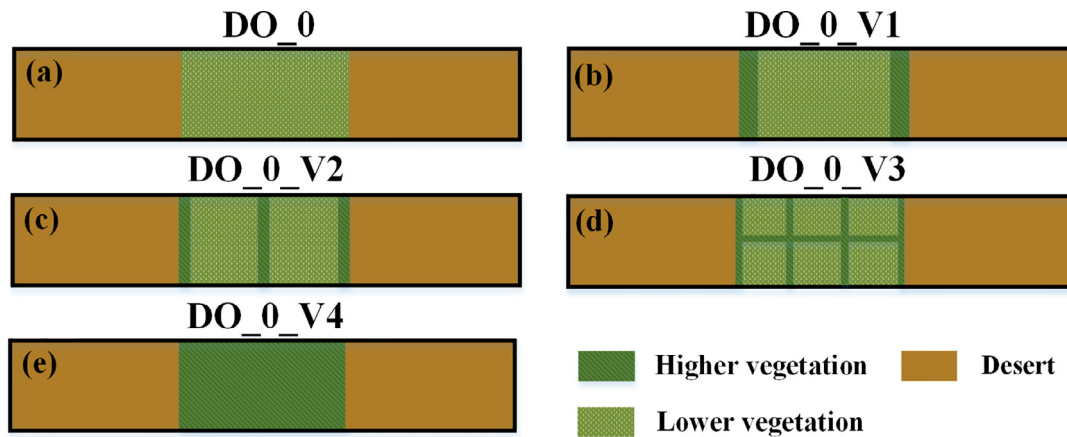 DO_0
(a)
DO_0_V1
(b)
DO_0_V2
(c)
DO_0_V3
(d)
DO_0_V4
(e)
Higher vegetation
Desert
Lower vegetation